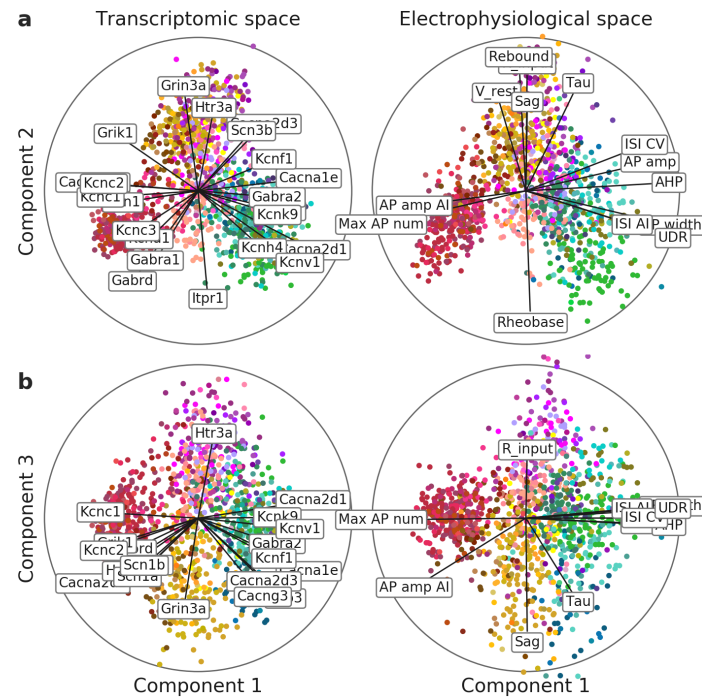 a
Transcriptomic space
Electrophysiological space
Component 2
Grin3a
Htr3a
Scn3b
Grik1
Kcnf1
Cacna1e
Kcnc2
Gabra2
Kcnk9
Kcnc3
Kcnh4
Kcnv1
Gabra1
Gabrd
Itpr1
Rebound
Tau
V_rest
Sag
ISI CV
AP amp
AHP
AP amp AI
Max AP num
ISI AI
UDR
Rheobase
b
Component 3
Htr3a
Cacna2d1
Kcnc1
Kcnk9
Kcnv1
Kcnc2
Gabra2
Kcnf1
Scn1b
Cacna2d3
Cacng3
Grin3a
R_input
UDR
Max AP num
ISI CV
AP amp AI
Tau
Sag
Component 1
Component 1